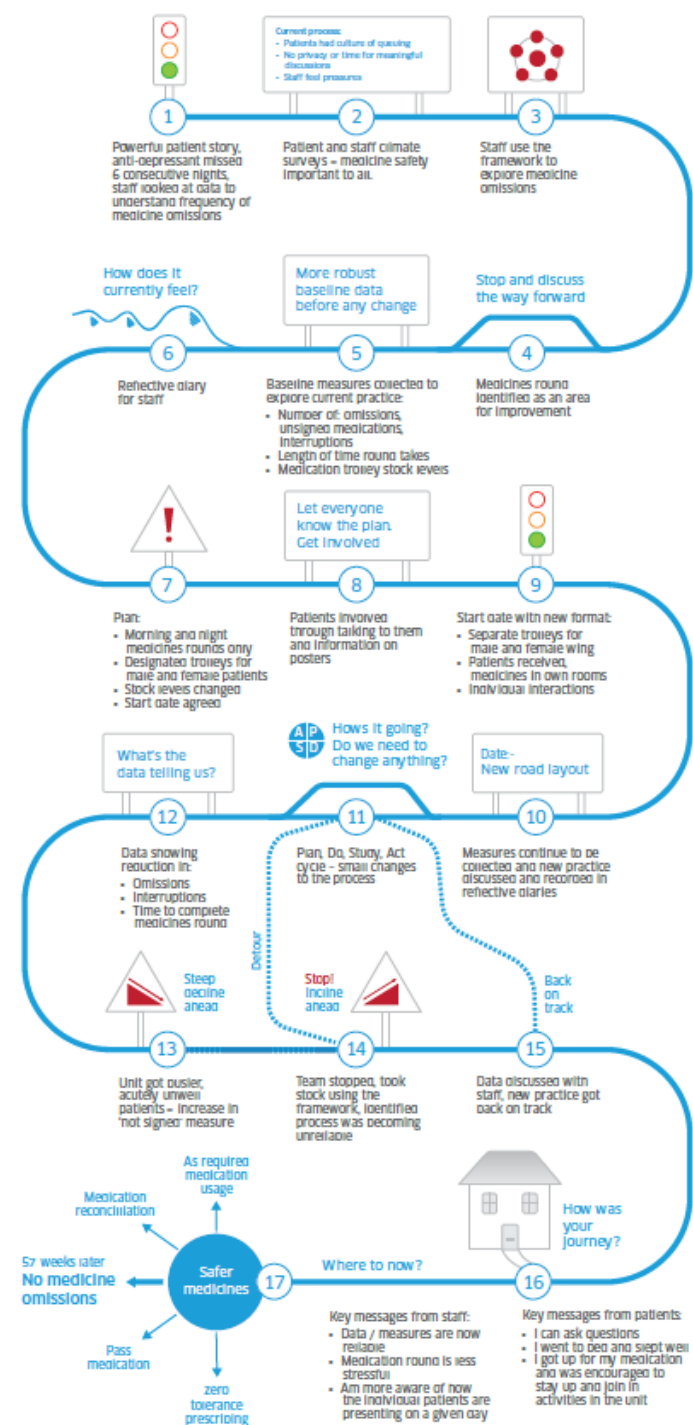 Current process:
- Patients had culture of queuing
- No privacy or time for meaningful
discussions
- Staff feel pressures
1
2
3
Powerful patient story,
anti-depressant missed
6 consecutive nights,
staff looked at data to
understand frequency of
medicine omissions
Patient and staff climate
surveys = medicine safety
important to all.
Staff use the
framework to
explore medicine
omissions
How does it
currently feel?
More robust
baseline data
before any change
Stop and discuss
the way forward
6
5
4
Reflective diary
for staff
Baseline measures collected to
explore current practice:
• Number of: omissions,
unsigned medications,
interruptions
• Length of time round takes
• Medication trolley stock levels
Medicines round
identified as an area
for improvement
!
Let everyone
know the plan.
Get involved
7
8
9
Plan:
• Morning and night
medicines rounds only
• Designated trolleys for
male and female patients
• Stock levels changed
• Start date agreed
Patients involved
through talking to them
and information on
posters
Start date with new format:
• Separate trolleys for
male and female wing
• Patients received,
medicines in own rooms
• Individual interactions
What's the
data telling us?
A P
S D
Hows it going?
Do we need to
change anything?
Date:-
New road layout
12
11
10
Data showing
reduction in:
• Omissions
• Interruptions
• Time to complete
medicines round
Plan, Do, Study, Act
cycle – small changes
to the process
Measures continue to be
collected and new practice
discussed and recorded in
reflective diaries
Detour
Steep
decline
ahead
Stop!
Incline
ahead
Back
on
track
13
14
15
Unit got busier,
acutely unwell
patients = increase in
'not signed' measure
Team stopped, took
stock using the
framework, identified
process was becoming
unreliable
Data discussed with
staff, new practice got
back on track
As required
medication
usage
Medication
reconciliation
57 weeks later
No medicine
omissions
Pass
medication
zero
tolerance
prescribing
Safer
medicines
17
Where to now?
How was
your
journey?
16
Key messages from staff:
• Data / measures are now
reliable
• Medication round is less
stressful
• Am more aware of how
the individual patients are
presenting on a given day
Key messages from patients:
• I can ask questions
• I went to bed and slept well
• I got up for my medication
and was encouraged to
stay up and join in
activities in the unit